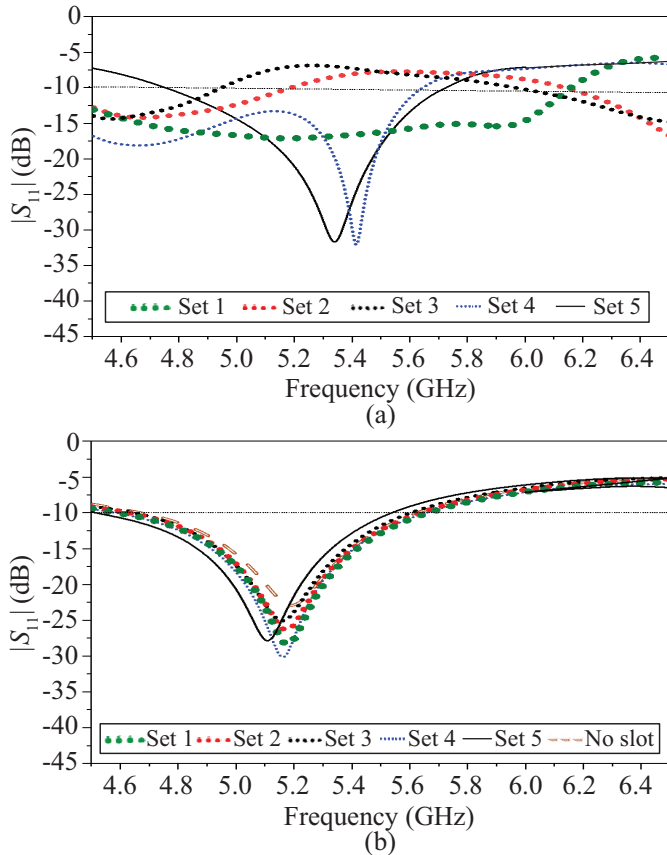 0
-5
-10
-15
-20
-25
-30
-35
-40
-45
|S11| (dB)
Set 1 Set 2 Set 3 Set 4 Set 5
4.6 4.8 5.0 5.2 5.4 5.6 5.8 6.0 6.2 6.4
Frequency (GHz)
(a)
0
-5
-10
-15
-20
-25
-30
-35
-40
-45
|S11| (dB)
Set 1 Set 2 Set 3 Set 4 Set 5 No slot
4.6 4.8 5.0 5.2 5.4 5.6 5.8 6.0 6.2 6.4
Frequency (GHz)
(b)